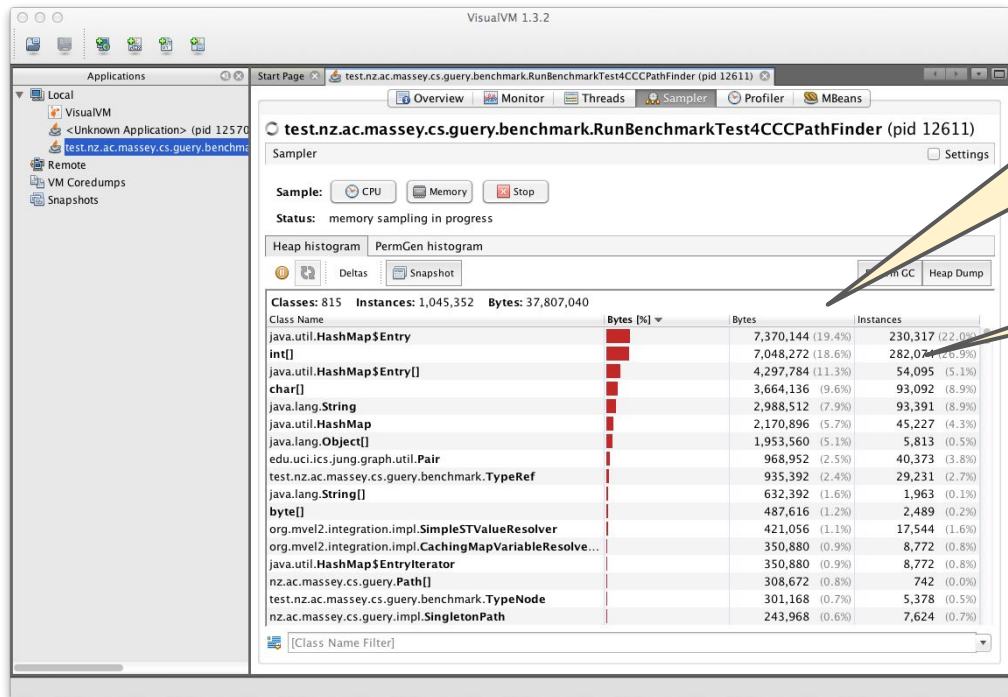 VisualVM 1.3.2
Applications
Local
VisualVM
<Unknown Application> (pid 12570
test.nz.ac.massey.cs.guery.benchma
Remote
VM Coredumps
Snapshots
Start Page test.nz.ac.massey.cs.guery.benchmark.RunBenchmarkTest4CCCPathFinder (pid 12611)
Overview Monitor Threads Sampler Profiler MBeans
test.nz.ac.massey.cs.guery.benchmark.RunBenchmarkTest4CCCPathFinder (pid 12611)
Sampler Settings
Sample: CPU Memory Stop
Status: memory sampling in progress
Heap histogram PermGen histogram
Deltas Snapshot GC Heap Dump
Classes: 815 Instances: 1,045,352 Bytes: 37,807,040
Class Name Bytes [%] Bytes Instances
java.util.HashMap$Entry 7,370,144 (19.4%) 230,317 (22.0%)
int[] 7,048,272 (18.6%) 282,074 (26.9%)
java.util.HashMap$Entry[] 4,297,784 (11.3%) 54,095 (5.1%)
char[] 3,664,136 (9.6%) 93,092 (8.9%)
java.lang.String 2,988,512 (7.9%) 93,391 (8.9%)
java.util.HashMap 2,170,896 (5.7%) 45,227 (4.3%)
java.lang.Object[] 1,953,560 (5.1%) 5,813 (0.5%)
edu.uci.ics.jung.graph.util.Pair 968,952 (2.5%) 40,373 (3.8%)
test.nz.ac.massey.cs.guery.benchmark.TypeRef 935,392 (2.4%) 29,231 (2.7%)
java.lang.String[] 632,392 (1.6%) 1,963 (0.1%)
byte[] 487,616 (1.2%) 2,489 (0.2%)
org.mvel2.integration.impl.SimpleSTValueResolver 421,056 (1.1%) 17,544 (1.6%)
org.mvel2.integration.impl.CachingMapVariableResolve... 350,880 (0.9%) 8,772 (0.8%)
java.util.HashMap$EntryIterator 350,880 (0.9%) 8,772 (0.8%)
nz.ac.massey.cs.guery.Path[] 308,672 (0.8%) 742 (0.0%)
test.nz.ac.massey.cs.guery.benchmark.TypeNode 301,168 (0.7%) 5,378 (0.5%)
nz.ac.massey.cs.guery.impl.SingletonPath 243,968 (0.6%) 7,624 (0.7%)
[Class Name Filter]